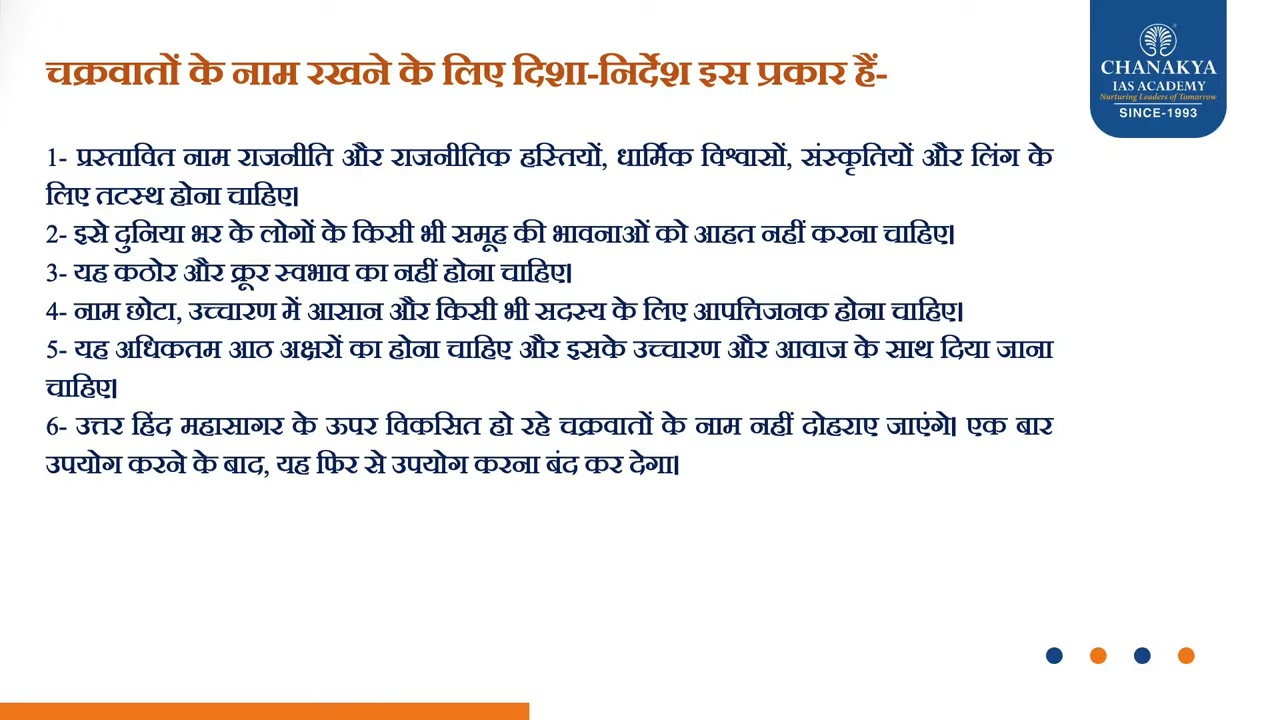 चक्रवातों के नाम रखने के लिए दिशा-निर्देश इस प्रकार हैं-
CHANAKYA
IAS ACADEMY
Nurturing Leaders of Tomorrow
SINCE-1993
1- प्रस्तावित नाम राजनीति और राजनीतिक हस्तियों, धार्मिक विश्वासों, संस्कृतियों और लिंग के
लिए तटस्थ होना चाहिए।
2- इसे दुनिया भर के लोगों के किसी भी समूह की भावनाओं को आहत नहीं करना चाहिए।
3- यह कठोर और क्रूर स्वभाव का नहीं होना चाहिए।
4- नाम छोटा, उच्चारण में आसान और किसी भी सदस्य के लिए आपत्तिजनक होना चाहिए।
5- यह अधिकतम आठ अक्षरों का होना चाहिए और इसके उच्चारण और आवाज के साथ दिया जाना
चाहिए।
6- उत्तर हिंद महासागर के ऊपर विकसित हो रहे चक्रवातों के नाम नहीं दोहराए जाएंगे। एक बार
उपयोग करने के बाद, यह फिर से उपयोग करना बंद कर देगा।